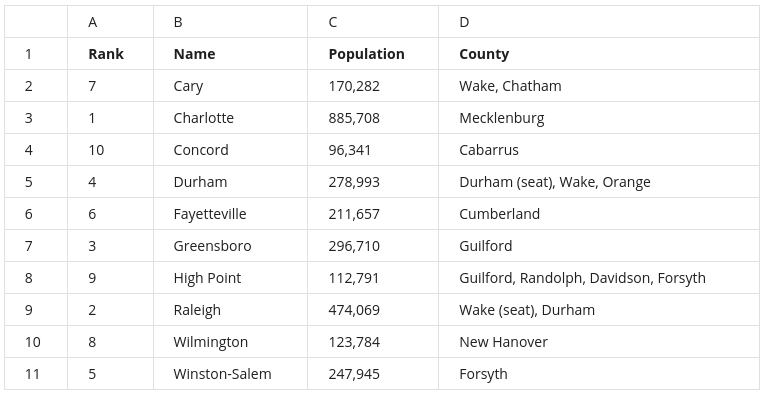 A B C D
1 Rank Name Population County
2 7 Cary 170,282 Wake, Chatham
3 1 Charlotte 885,708 Mecklenburg
4 10 Concord 96,341 Cabarrus
5 4 Durham 278,993 Durham (seat), Wake, Orange
6 6 Fayetteville 211,657 Cumberland
7 3 Greensboro 296,710 Guilford
8 9 High Point 112,791 Guilford, Randolph, Davidson, Forsyth
9 2 Raleigh 474,069 Wake (seat), Durham
10 8 Wilmington 123,784 New Hanover
11 5 Winston-Salem 247,945 Forsyth